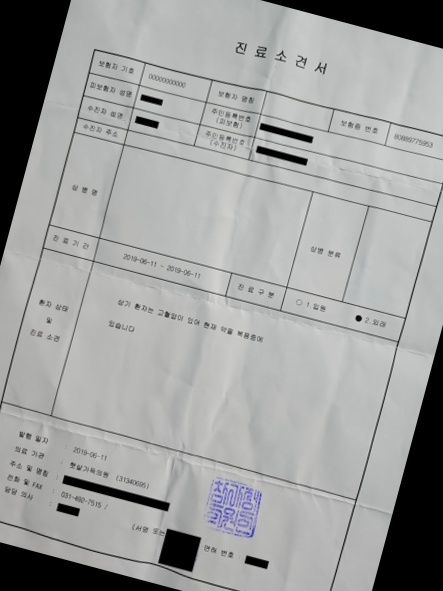 진료소견서
보험자 기호 00000000000 보험자 명칭
피보험자 성명 주민등록번호 (피보험) 보험증 번호 80889775953
수진자 성명 주민등록번호 (수진자)
수진자 주소
상 병 명 상병 분류
진 료 기 간 2019-06-11 - 2019-06-11 진 료 구 분 ○ 1.입원 ● 2.외래
환자 상태 및 진료 소견
상기 환자는 고혈압이 있어 현재 약을 복용중에
있습니다
발행 일자 : 2019-06-11
의료 기관 : 햇살가득의원 (31340695)
주소 및 명칭 :
전화 및 FAX : 031-492-7515 /
담당 의사 :
(서명 또는 면허 번호